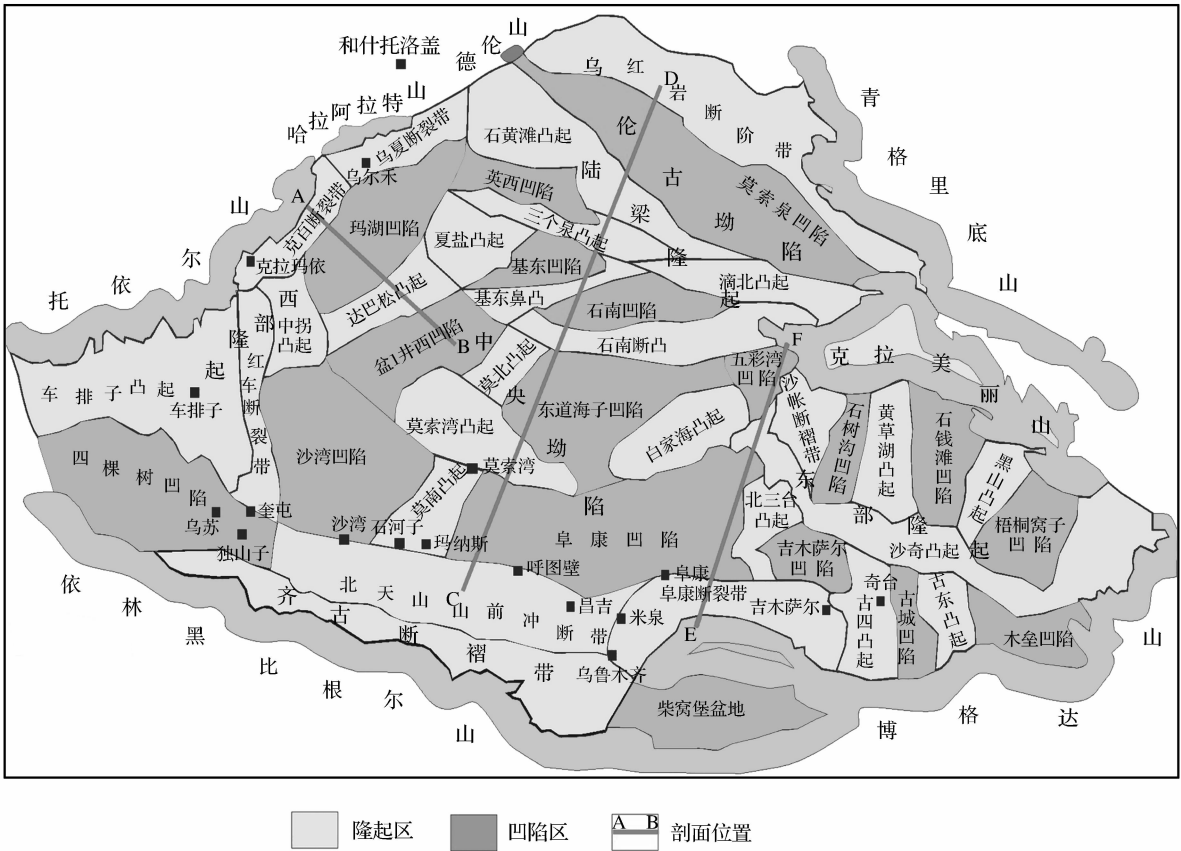 和什托洛盖
哈拉阿拉特山
德伦山
青格里底山
托依尔山
依林黑比根尔山
博格达山
克拉美丽山
乌红岩断阶带
石黄滩凸起
乌夏断裂带
乌尔禾
A
克百断裂带
克拉玛依
玛湖凹陷
英西凹陷
三个泉凸起
夏盐凸起
基东凹陷
陆梁隆起
D
伦古坳陷
莫索泉凹陷
滴北凸起
达巴松凸起
基东鼻凸
石南凹陷
石南断凸
西部隆起
中拐凸起
红车断裂带
车排子凸起
车排子
盆1井西凹陷
B
中央坳陷
莫北凸起
莫索湾凸起
莫索湾
东道海子凹陷
白家海凸起
五彩湾
凹陷
F
沙帐断褶带
石树沟凹陷
黄草湖凸起
石钱滩凹陷
黑山凸起
梧桐窝子
凹陷
东部隆起
四棵树凹陷
乌苏
奎屯
独山子
沙湾凹陷
沙湾
莫南凸起
石河子
玛纳斯
阜康凹陷
呼图壁
阜康
阜康断裂带
北三台
凸起
吉木萨尔
凹陷
吉木萨尔
沙奇凸起
奇台
古四凸起
古城凹陷
古东凸起
木垒凹陷
北天山山前冲断带
C
昌吉
米泉
乌鲁木齐
E
齐古断褶带
柴窝堡盆地
隆起区
凹陷区
A B
剖面位置